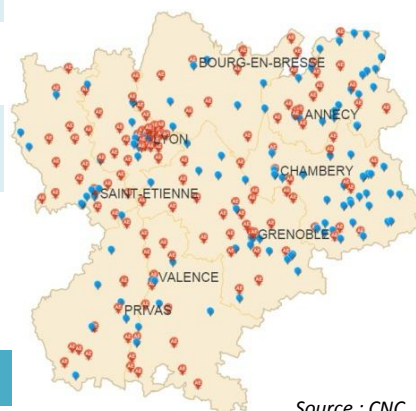 BOURG-EN-BRESSE
ANNECY
LYON
CHAMBERY
SAINT-ETIENNE
GRENOBLE
VALENCE
PRIVAS
Source : CNC